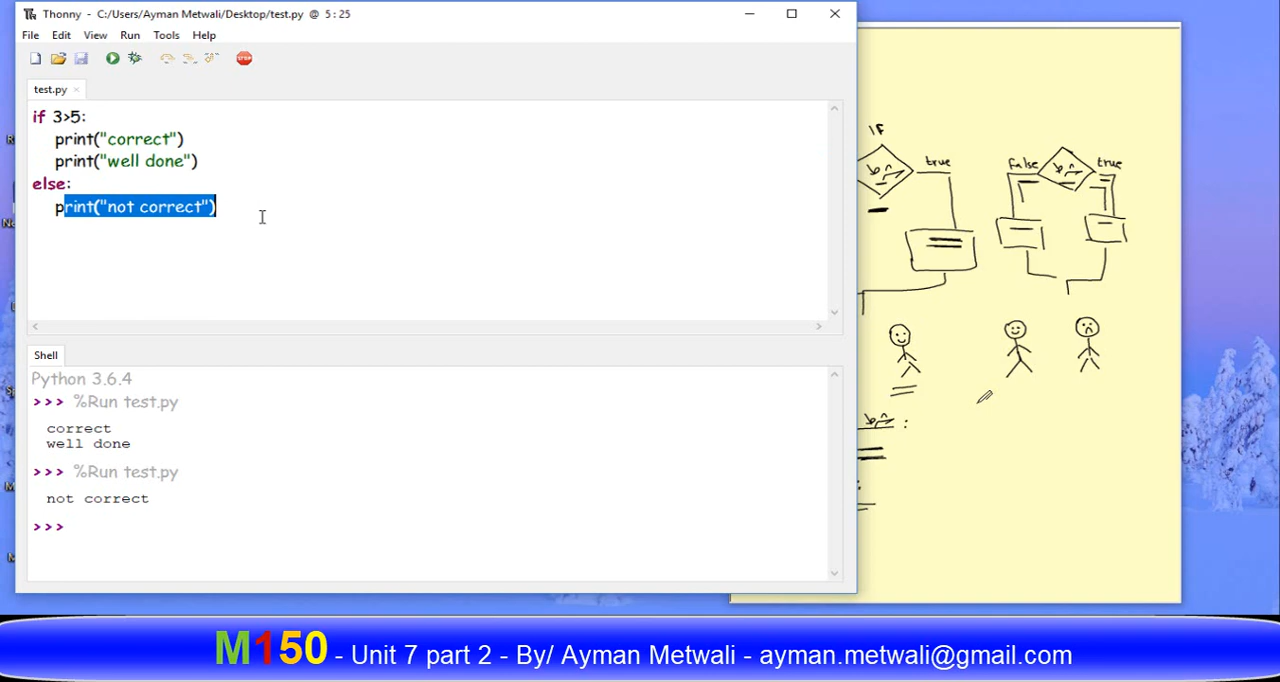 Thonny - C:/Users/Ayman Metwali/Desktop/test.py @ 5:25
File Edit View Run Tools Help
test.py
if 3>5:
print("correct")
print("well done")
else:
print("not correct")
Shell
Python 3.6.4
>>> %Run test.py
correct
well done
>>> %Run test.py
not correct
>>>
IF
true
false true
M150 - Unit 7 part 2 - By/ Ayman Metwali - ayman.metwali@gmail.com